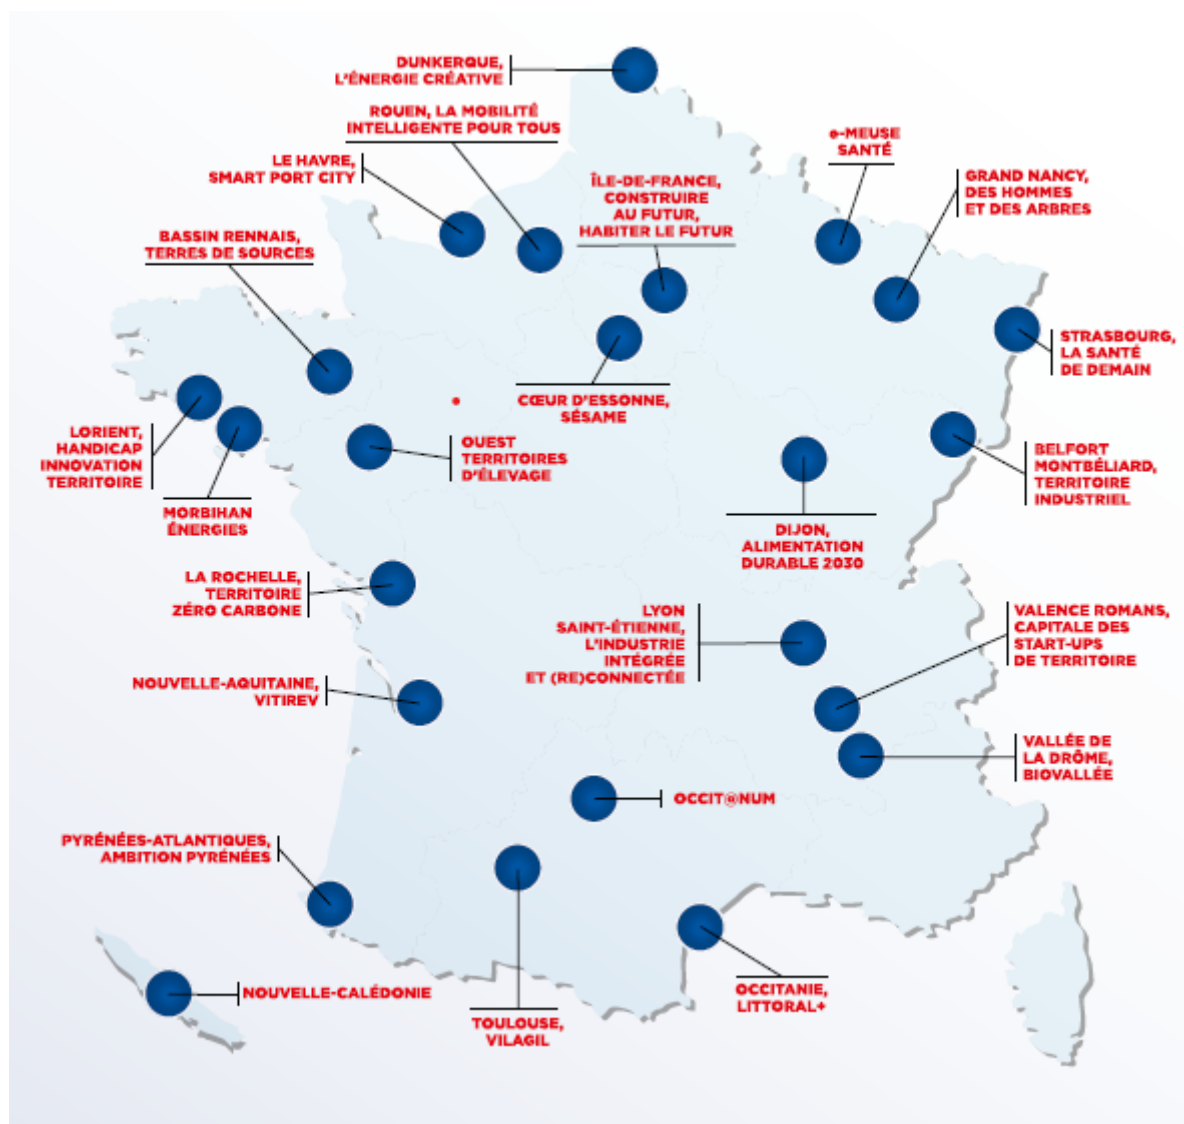 DUNKERQUE,
L'ÉNERGIE CRÉATIVE
ROUEN, LA MOBILITÉ
INTELLIGENTE POUR TOUS
LE HAVRE,
SMART PORT CITY
e-MEUSE
SANTÉ
ÎLE-DE-FRANCE,
CONSTRUIRE
AU FUTUR,
HABITER LE FUTUR
GRAND NANCY,
DES HOMMES
ET DES ARBRES
BASSIN RENNAIS,
TERRES DE SOURCES
STRASBOURG,
LA SANTÉ
DE DEMAIN
CŒUR D'ESSONNE,
SÉSAME
LORIENT,
HANDICAP
INNOVATION
TERRITOIRE
OUEST
TERRITOIRES
D'ÉLEVAGE
BELFORT
MONTBÉLIARD,
TERRITOIRE
INDUSTRIEL
MORBIHAN
ÉNERGIES
DIJON,
ALIMENTATION
DURABLE 2030
LA ROCHELLE,
TERRITOIRE
ZÉRO CARBONE
LYON
SAINT-ÉTIENNE,
L'INDUSTRIE
INTÉGRÉE
ET (RE)CONNECTÉE
VALENCE ROMANS,
CAPITALE DES
START-UPS
DE TERRITOIRE
NOUVELLE-AQUITAINE,
VITIREV
VALLÉE DE
LA DRÔME,
BIOVALLÉE
OCCIT@NUM
PYRÉNÉES-ATLANTIQUES,
AMBITION PYRÉNÉES
NOUVELLE-CALÉDONIE
OCCITANIE,
LITTORAL+
TOULOUSE,
VILAGIL